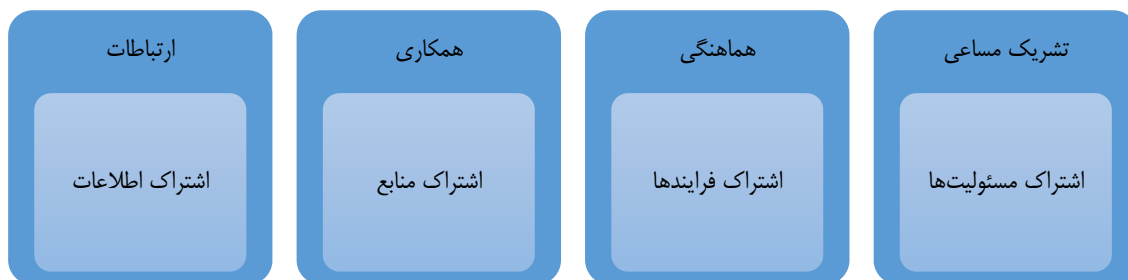 تشریک مساعی
اشتراک مسئولیت‌ها
هماهنگی
اشتراک فرایندها
همکاری
اشتراک منابع
ارتباطات
اشتراک اطلاعات